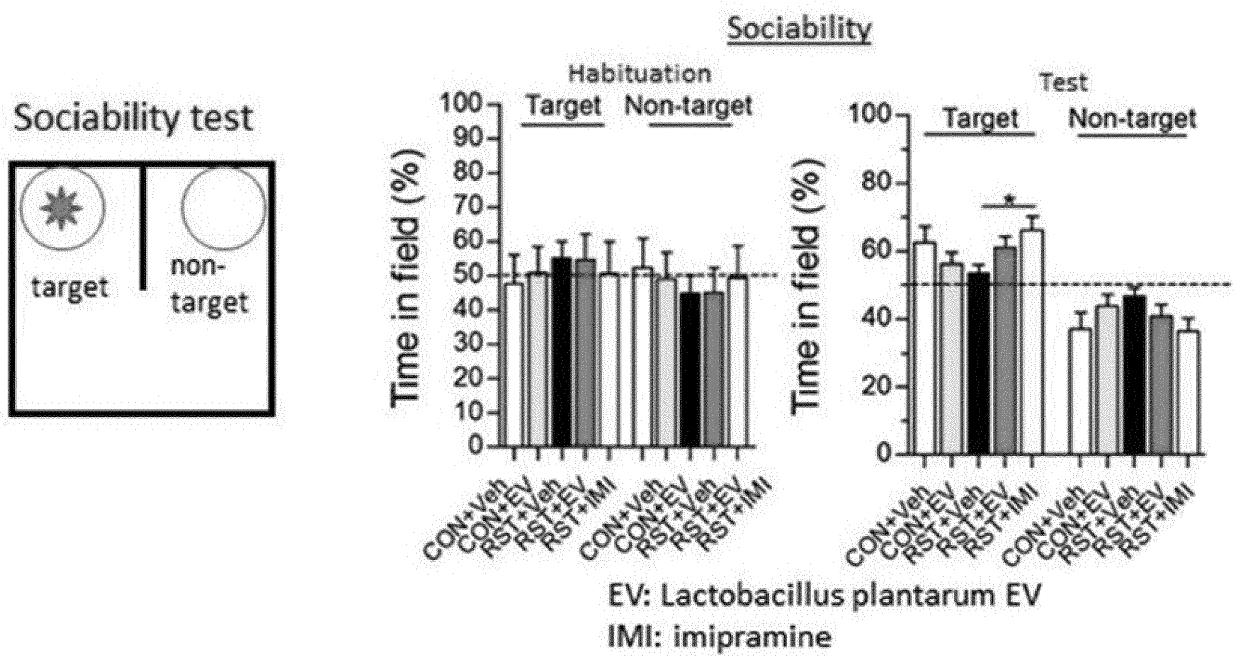 Sociability
Sociability test
target
non-
target
Habituation
Target Non-target
Time in field (%)
100
90
80
70
60
50
40
30
20
10
0
CON+Veh
CON+EV
RST+Veh
RST+EV
RST+IMI
CON+Veh
CON+EV
RST+Veh
RST+EV
RST+IMI
Test
Target Non-target
Time in field (%)
100
80
60
40
20
0
*
CON+Veh
CON+EV
RST+Veh
RST+EV
RST+IMI
CON+Veh
CON+EV
RST+Veh
RST+EV
RST+IMI
EV: Lactobacillus plantarum EV
IMI: imipramine